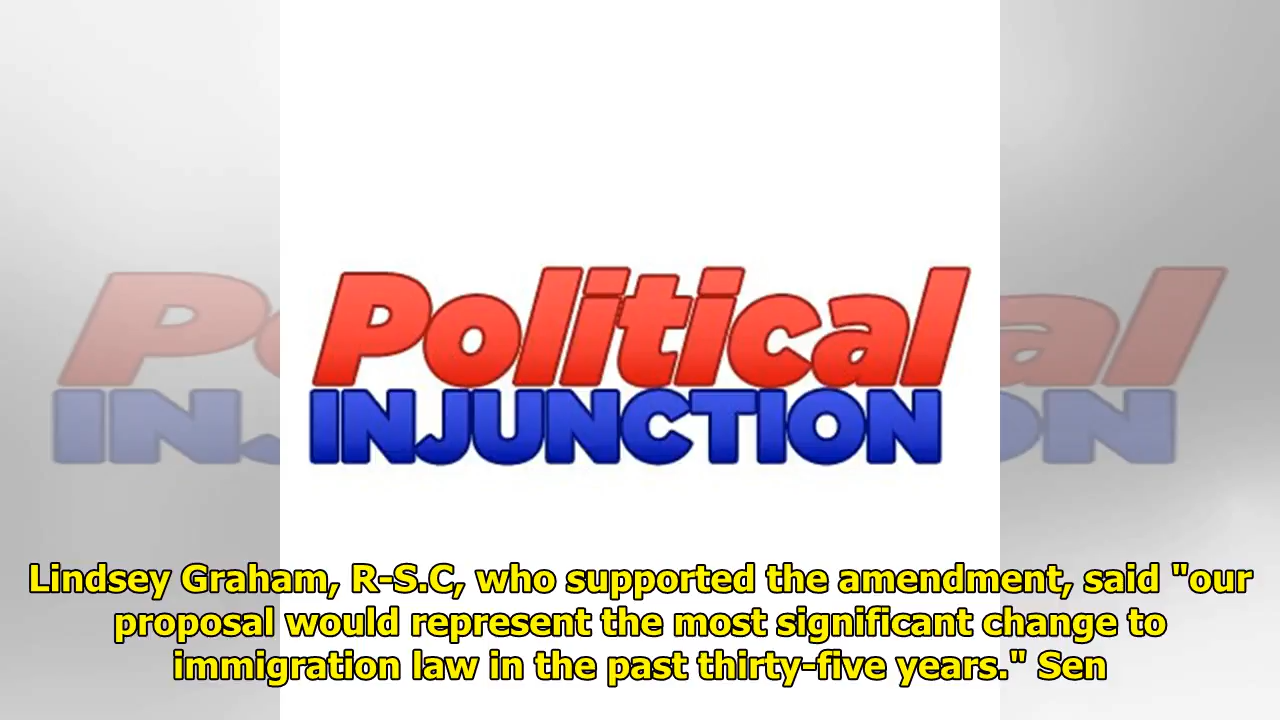 Political
INJUNCTION
Lindsey Graham, R-S.C, who supported the amendment, said "our
proposal would represent the most significant change to
immigration law in the past thirty-five years." Sen